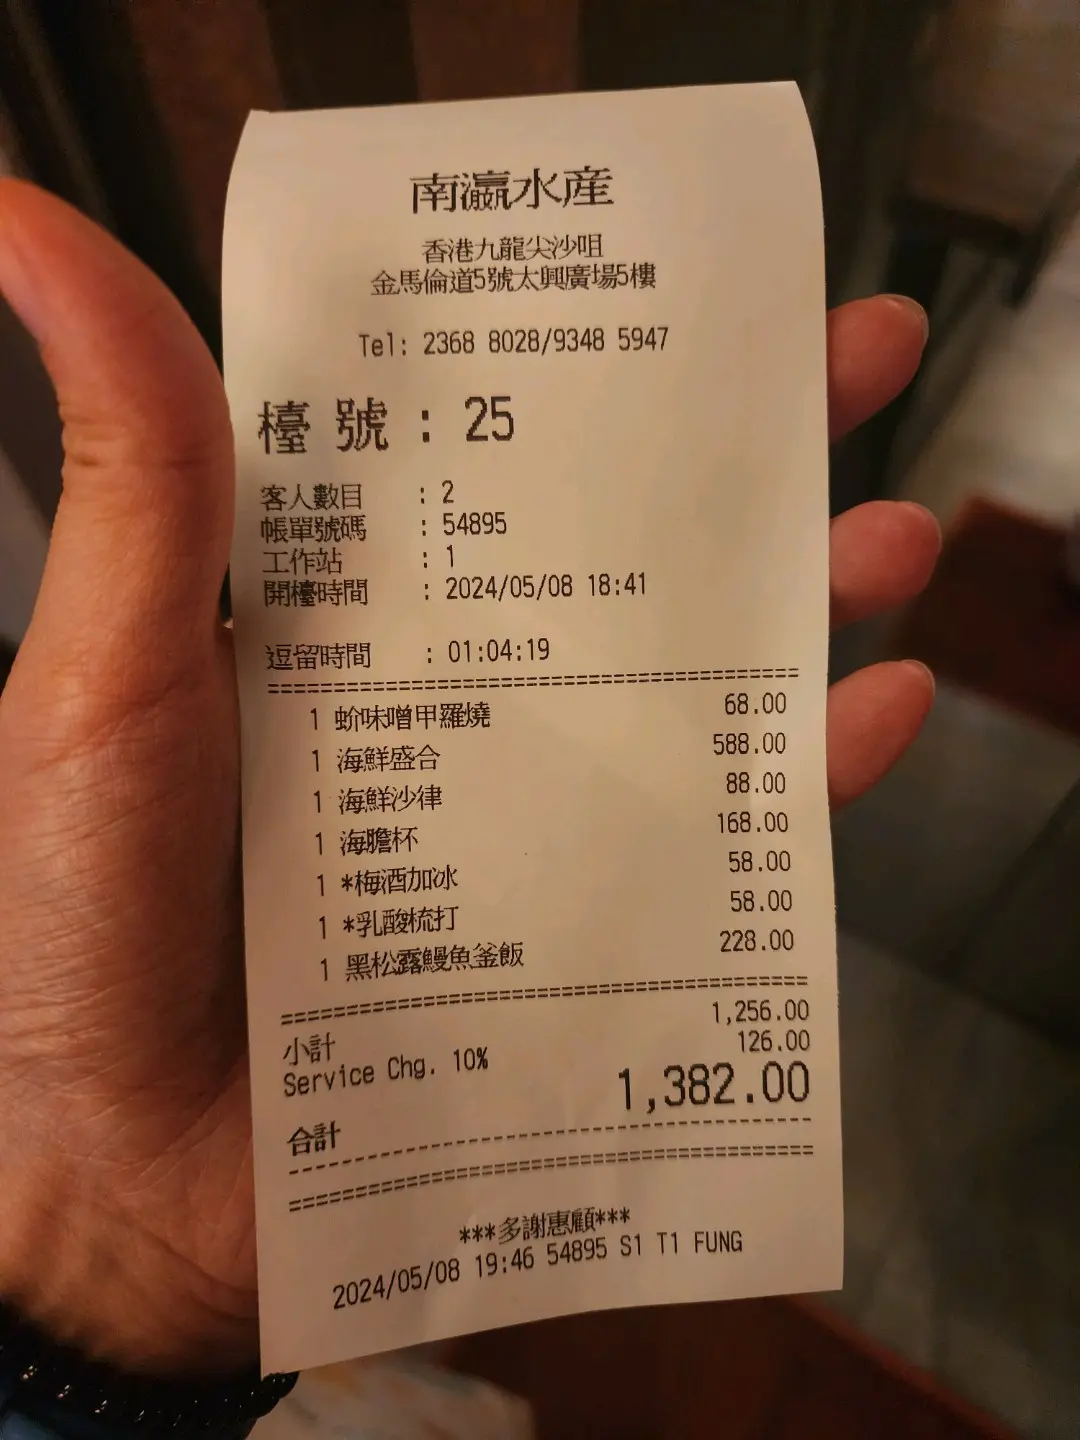 南瀛水産
香港九龍尖沙咀
金馬倫道5號太興廣場5樓
Tel: 2368 8028/9348 5947
檯 號 : 25
客人數目 : 2
帳單號碼 : 54895
工作站 : 1
開檯時間 : 2024/05/08 18:41
逗留時間 : 01:04:19
1 蚧味噌甲羅燒 68.00
1 海鮮盛合 588.00
1 海鮮沙律 88.00
1 海膽杯 168.00
1 *梅酒加冰 58.00
1 *乳酸梳打 58.00
1 黑松露鰻魚釜飯 228.00
小計 1,256.00
Service Chg. 10% 126.00
合計 1,382.00
***多謝惠顧***
2024/05/08 19:46 54895 S1 T1 FUNG